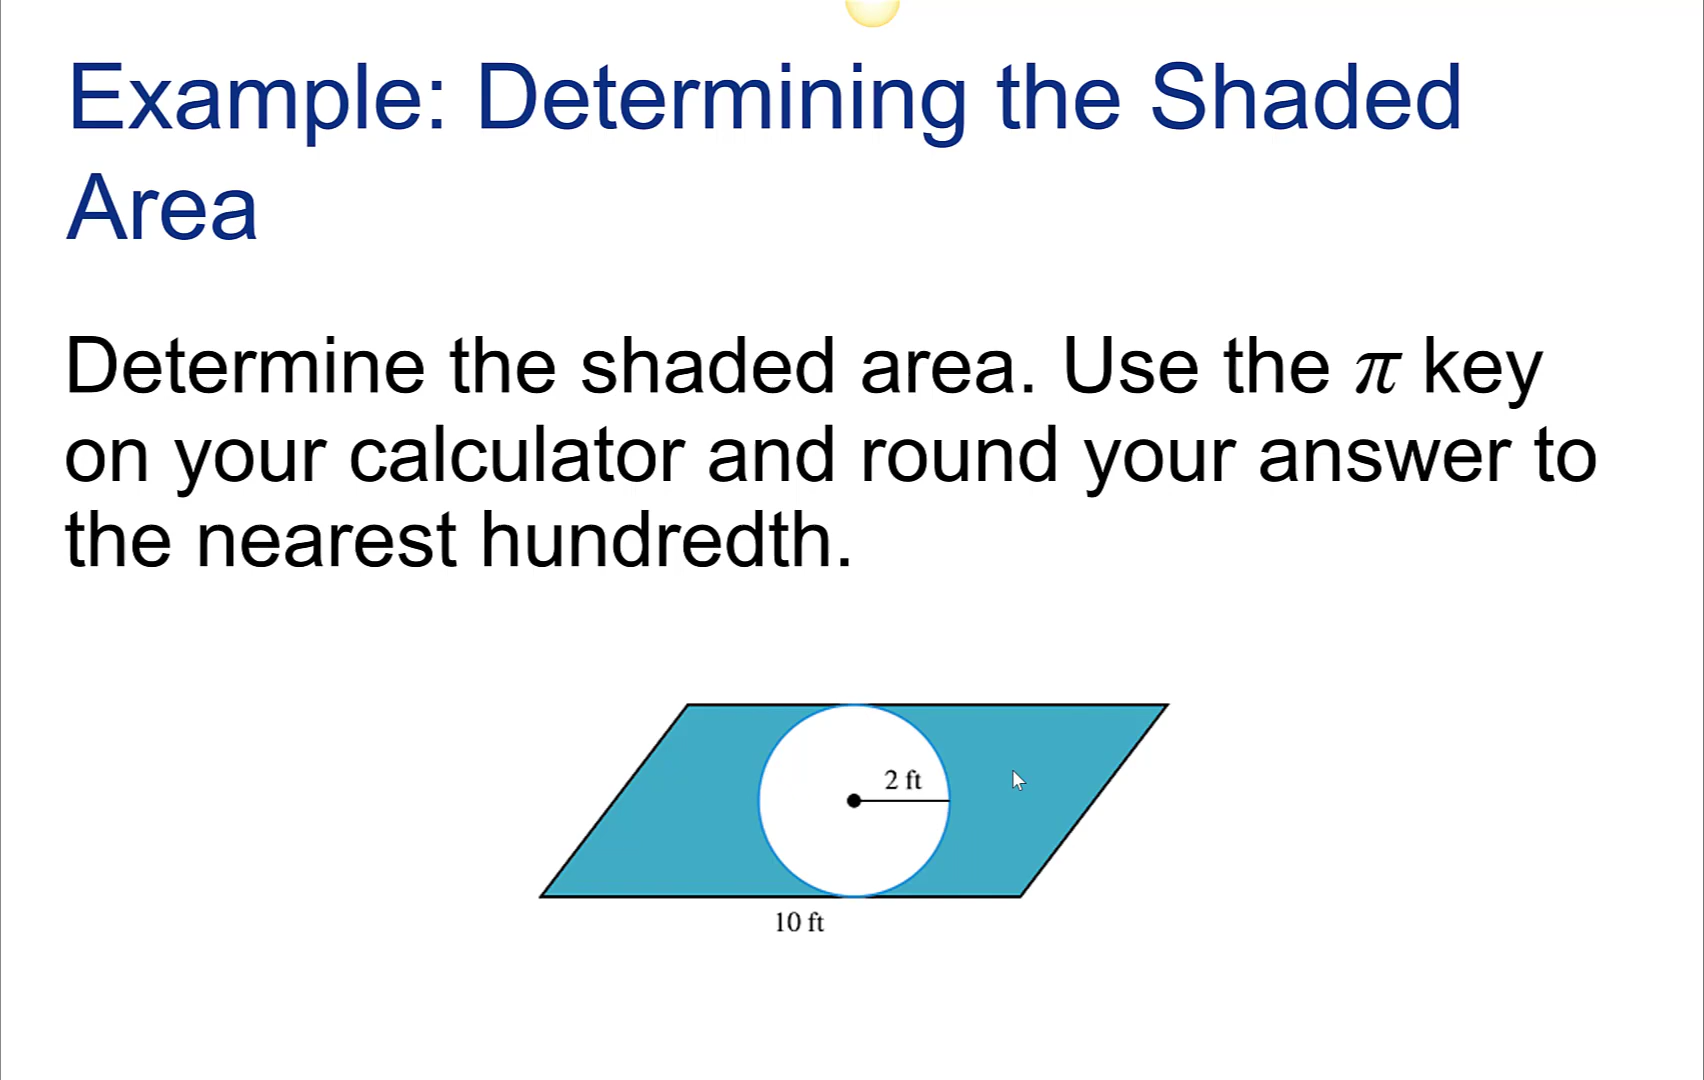 Example: Determining the Shaded
Area
Determine the shaded area. Use the π key
on your calculator and round your answer to
the nearest hundredth.
2 ft
10 ft